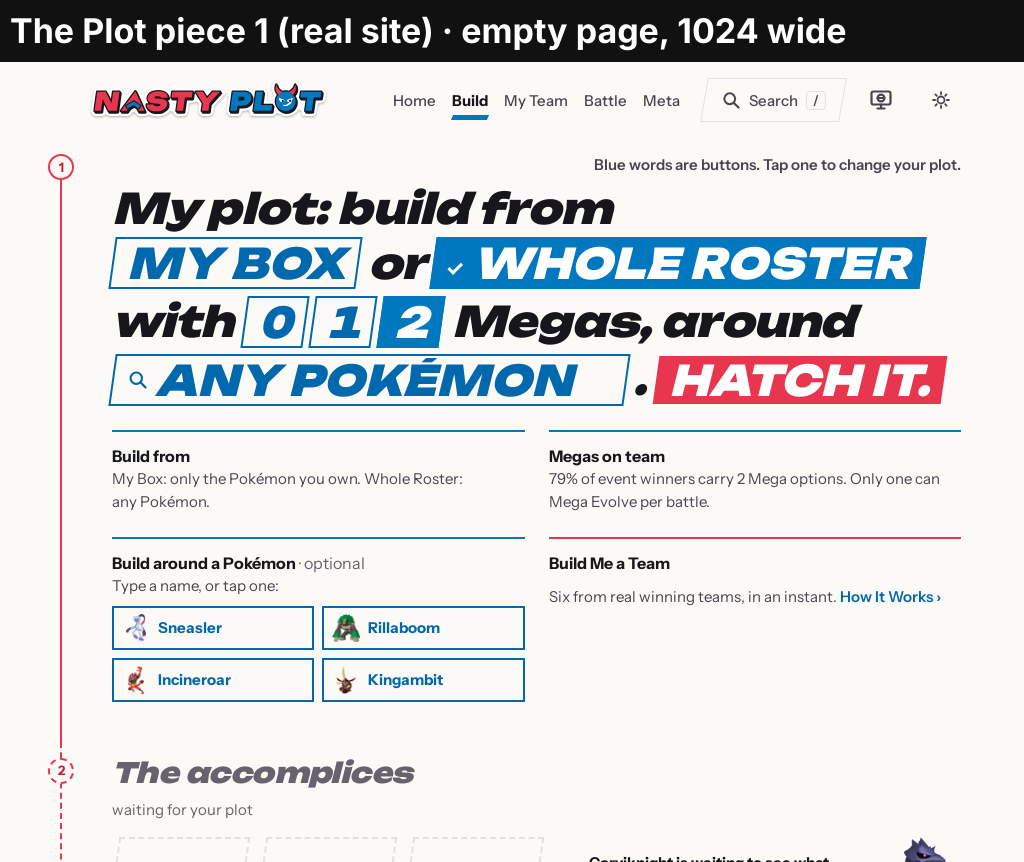 The Plot piece 1 (real site) · empty page, 1024 wide
NASTY PLOT
Home Build My Team Battle Meta Search /
1
Blue words are buttons. Tap one to change your plot.
My plot: build from
MY BOX or WHOLE ROSTER
with 0 1 2 Megas, around
ANY POKÉMON . HATCH IT.
Build from
My Box: only the Pokémon you own. Whole Roster:
any Pokémon.
Megas on team
79% of event winners carry 2 Mega options. Only one can
Mega Evolve per battle.
Build around a Pokémon · optional
Type a name, or tap one:
Sneasler
Rillaboom
Incineroar
Kingambit
Build Me a Team
Six from real winning teams, in an instant. How It Works ›
2
The accomplices
waiting for your plot
Corviknight is waiting to see what